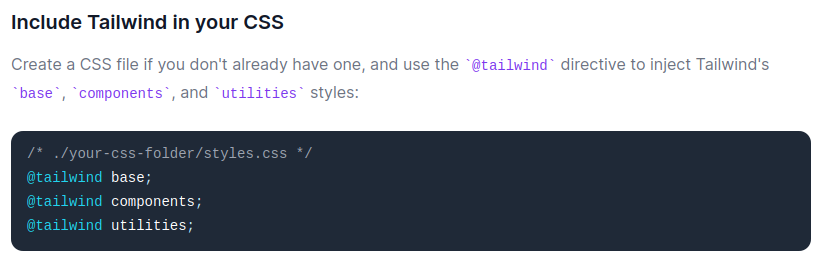 Include Tailwind in your CSS
Create a CSS file if you don't already have one, and use the `@tailwind` directive to inject Tailwind's
`base`, `components`, and `utilities` styles:
/* ./your-css-folder/styles.css */
@tailwind base;
@tailwind components;
@tailwind utilities;